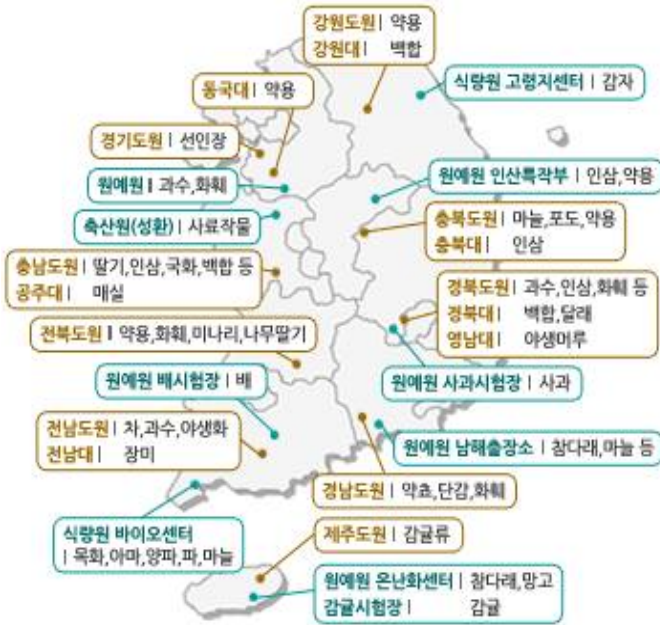 강원도원 | 약용
강원대 | 백합
식량원 고령지센터 | 감자
동국대 | 약용
경기도원 | 선인장
원예원 | 과수,화훼
원예원 인산특작부 | 인삼,약용
축산원(성환) | 사료작물
충북도원 | 마늘,포도,약용
충북대 | 인삼
충남도원 | 딸기,인삼,국화,백합 등
공주대 | 매실
경북도원 | 과수,인삼,화훼 등
경북대 | 백합,달래
영남대 | 야생머루
전북도원 | 약용,화훼,미나리,나무딸기
원예원 배시험장 | 배
원예원 사과시험장 | 사과
전남도원 | 차,과수,야생화
전남대 | 장미
원예원 남해출장소 | 참다래,마늘 등
경남도원 | 약쵸,단감,화훼
식량원 바이오센터
| 목화,아마,양파,파,마늘
제주도원 | 감귤류
원예원 온난화센터 | 참다래,망고
감귤시험장 | 감귤